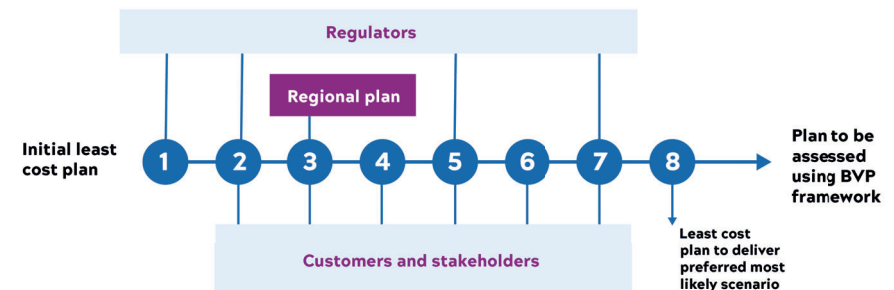 Regulators
Regional plan
Initial least
cost plan
1 2 3 4 5 6 7 8
Plan to be
assessed
using BVP
framework
Customers and stakeholders
Least cost
plan to deliver
preferred most
likely scenario